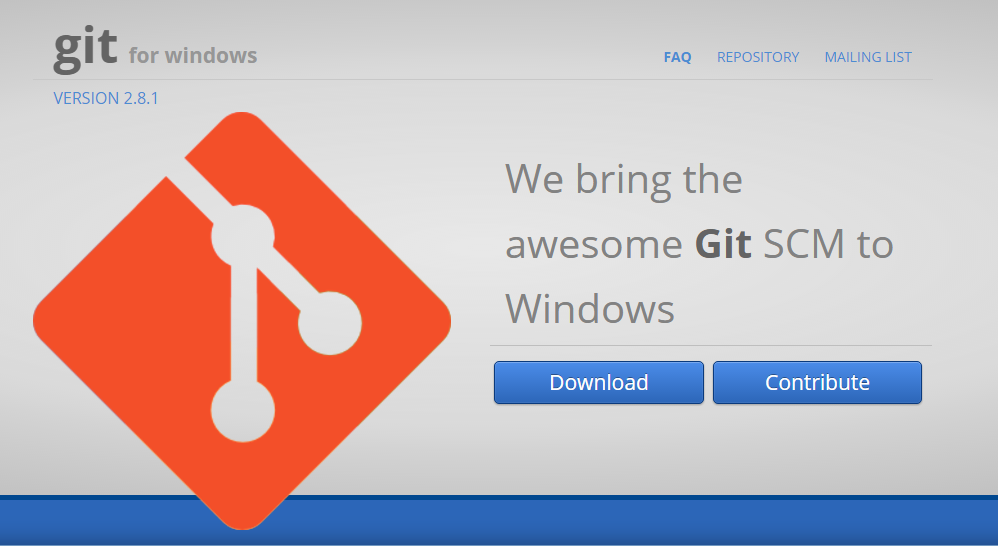 git for windows
FAQ REPOSITORY MAILING LIST
VERSION 2.8.1
We bring the
awesome Git SCM to
Windows
Download Contribute